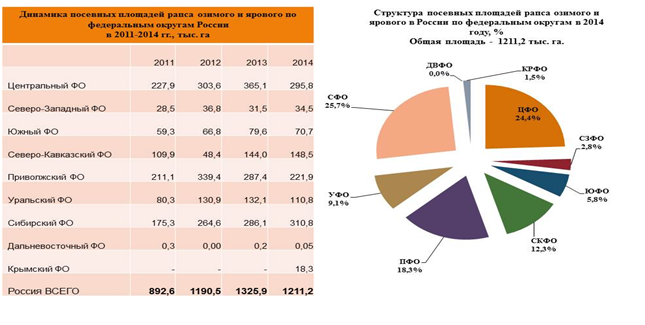 Динамика посевных площадей рапса озимого и ярового по
федеральным округам России
в 2011-2014 гг., тыс. га
2011 2012 2013 2014
Центральный ФО 227,9 303,6 365,1 295,8
Северо-Западный ФО 28,5 36,8 31,5 34,5
Южный ФО 59,3 66,8 79,6 70,7
Северо-Кавказский ФО 109,9 48,4 144,0 148,5
Приволжский ФО 211,1 339,4 287,4 221,9
Уральский ФО 80,3 130,9 132,1 110,8
Сибирский ФО 175,3 264,6 286,1 310,8
Дальневосточный ФО 0,3 0,00 0,2 0,05
Крымский ФО - - - 18,3
Россия ВСЕГО 892,6 1190,5 1325,9 1211,2
Структура посевных площадей рапса озимого и
ярового в России по федеральным округам в 2014
году, %
Общая площадь - 1211,2 тыс. га.
ДВФО
0,0%
КРФО
1,5%
СФО
25,7%
ЦФО
24,4%
СЗФО
2,8%
УФО
9,1%
ЮФО
5,8%
СКФО
12,3%
ПФО
18,3%